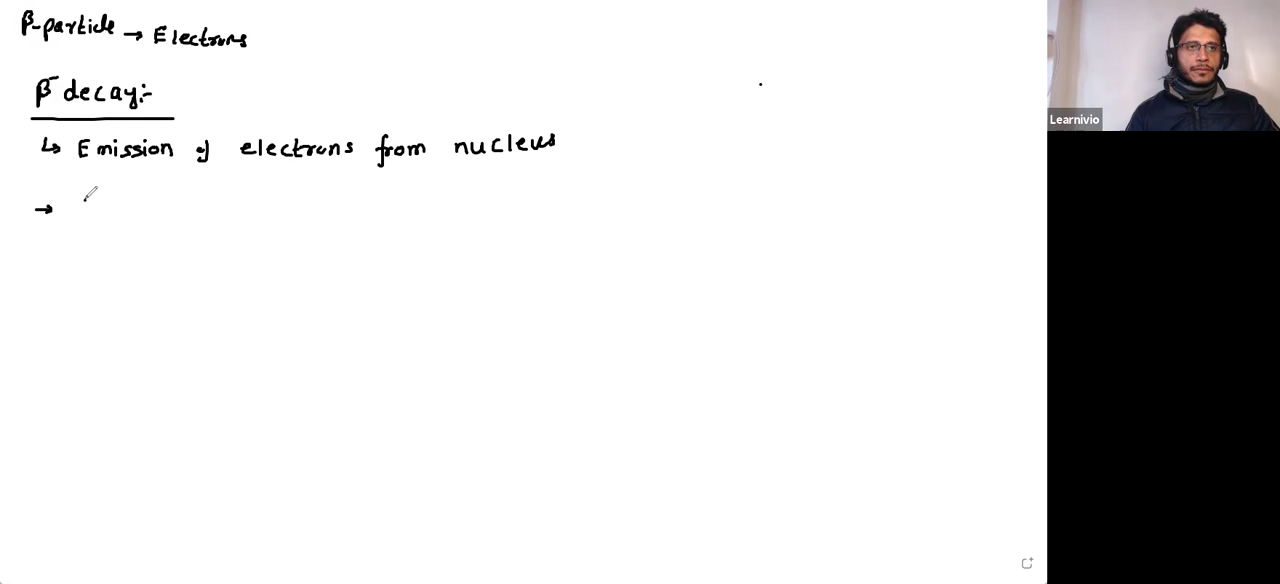 β-particle → Electrons
β⁻ decay:-
↳ Emission of electrons from nucleus
→
Learnivio